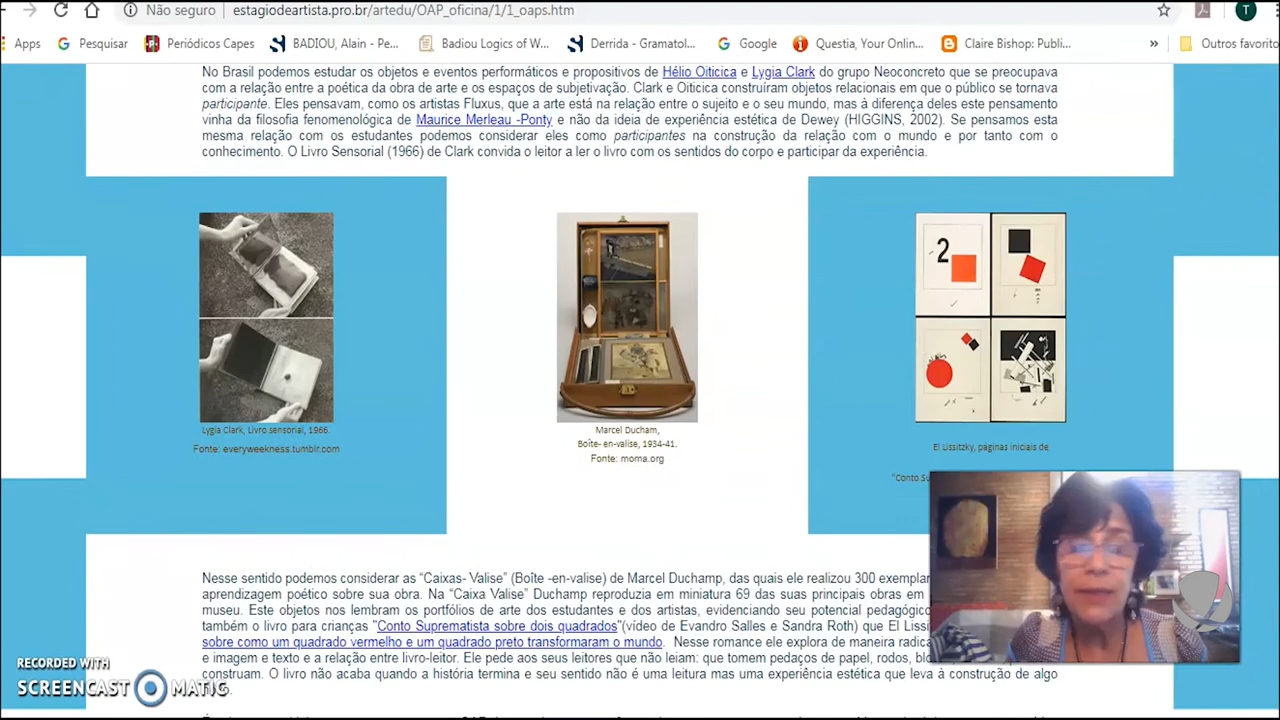 Não seguro estagiodeartista.pro.br/artedu/OAP_oficina/1/1_oaps.htm
T
Apps Pesquisar Periódicos Capes BADIOU, Alain - Pe... Badiou Logics of W... Derrida - Gramatol... Google Questia, Your Onlin... Claire Bishop: Publi... » Outros favorito
No Brasil podemos estudar os objetos e eventos performáticos e propositivos de Hélio Oiticica e Lygia Clark do grupo Neoconcreto que se preocupava
com a relação entre a poética da obra de arte e os espaços de subjetivação. Clark e Oiticica construíram objetos relacionais em que o público se tornava
participante. Eles pensavam, como os artistas Fluxus, que a arte está na relação entre o sujeito e o seu mundo, mas à diferença deles este pensamento
vinha da filosofia fenomenológica de Maurice Merleau -Ponty e não da ideia de experiência estética de Dewey (HIGGINS, 2002). Se pensamos esta
mesma relação com os estudantes podemos considerar eles como participantes na construção da relação com o mundo e por tanto com o
conhecimento. O Livro Sensorial (1966) de Clark convida o leitor a ler o livro com os sentidos do corpo e participar da experiência.
2
Lygia Clark, Livro sensorial, 1966.
Fonte: everyweekness.tumblr.com
Marcel Ducham,
Boîte- en-valise, 1934-41.
Fonte: moma.org
El Lissitzky, páginas iniciais de
"Conto Su
Nesse sentido podemos considerar as "Caixas- Valise" (Boîte -en-valise) de Marcel Duchamp, das quais ele realizou 300 exemplar
aprendizagem poético sobre sua obra. Na "Caixa Valise" Duchamp reproduzia em miniatura 69 das suas principais obras em
museu. Este objetos nos lembram os portfólios de arte dos estudantes e dos artistas, evidenciando seu potencial pedagógico
também o livro para crianças "Conto Suprematista sobre dois quadrados"(vídeo de Evandro Salles e Sandra Roth) que El Lissi
sobre como um quadrado vermelho e um quadrado preto transformaram o mundo. Nesse romance ele explora de maneira radica
e imagem e texto e a relação entre livro-leitor. Ele pede aos seus leitores que não leiam: que tomem pedaços de papel, rodos, blo
construam. O livro não acaba quando a história termina e seu sentido não é uma leitura mas uma experiência estética que leva à construção de algo
RECORDED WITH
SCREENCAST MATIC